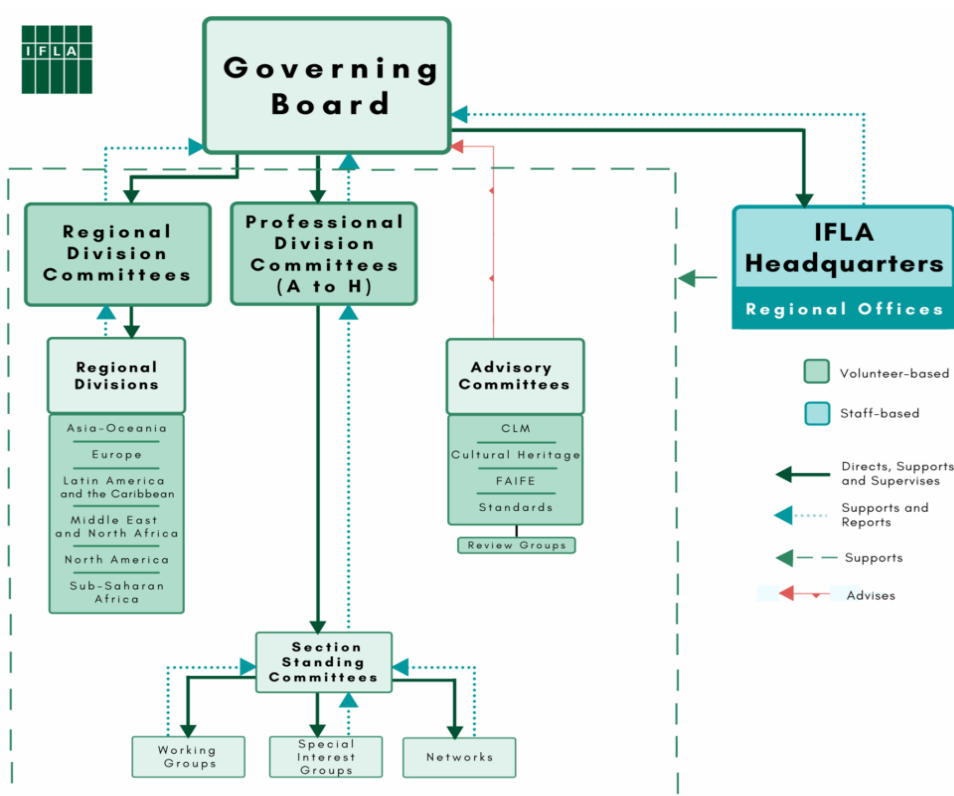 IFLA
Governing
Board
Regional
Division
Committees
Professional
Division
Committees
(A to H)
IFLA
Headquarters
Regional Offices
Regional
Divisions
Asia-Oceania
Europe
Latin America
and the Caribbean
Middle East
and North Africa
North America
Sub-Saharan
Africa
Advisory
Committees
CLM
Cultural Heritage
FAIFE
Standards
Review Groups
Volunteer-based
Staff-based
Directs, Supports
and Supervises
Supports and
Reports
Supports
Advises
Section
Standing
Committees
Working
Groups
Special
Interest
Groups
Networks